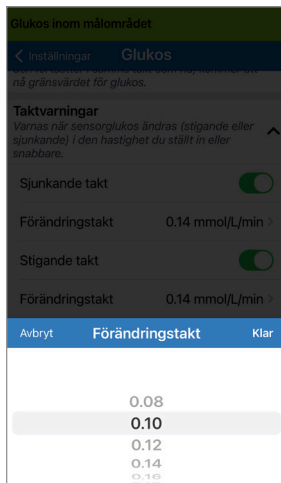 Glukos inom målområdet
Inställningar Glukos
nå gränsvärdet för glukos.
Taktvarningar
Varnas när sensorglukos ändras (stigande eller
sjunkande) i den hastighet du ställt in eller
snabbare.
Sjunkande takt
Förändringstakt 0.14 mmol/L/min
Stigande takt
Förändringstakt 0.14 mmol/L/min
Avbryt Förändringstakt Klar
0.08
0.10
0.12
0.14
0.16